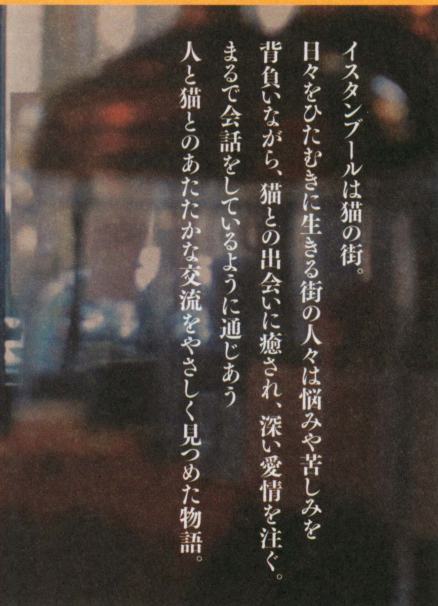 イスタンブールは猫の街。
日々をひたむきに生きる街の人々は悩みや苦しみを
背負いながら、猫との出会いに癒され、深い愛情を注ぐ。
まるで会話をしているように通じあう
人と猫とのあたたかな交流をやさしく見つめた物語。